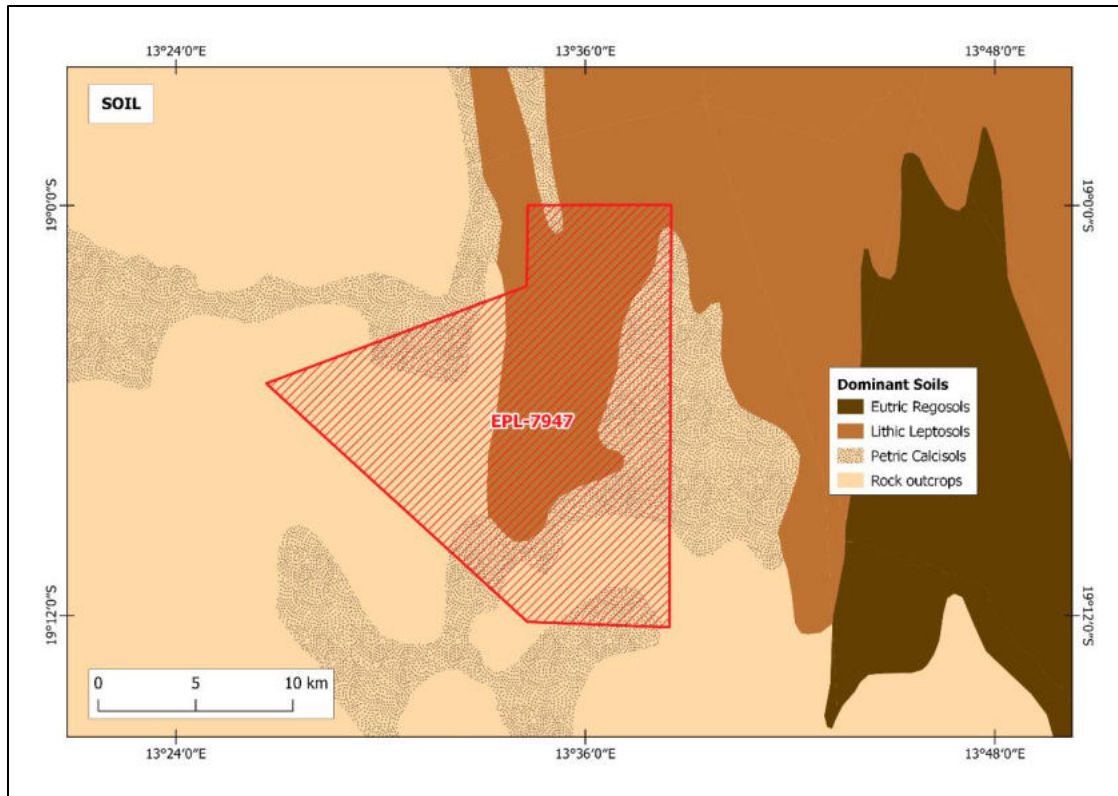 13°24'0"E
13°36'0"E
13°48'0"E
SOIL
19°0'0"S
19°0'0"S
EPL-7947
Dominant Soils
Eutric Regosols
Lithic Leptosols
Petric Calcisols
Rock outcrops
19°12'0"S
19°12'0"S
0 5 10 km
13°24'0"E
13°36'0"E
13°48'0"E